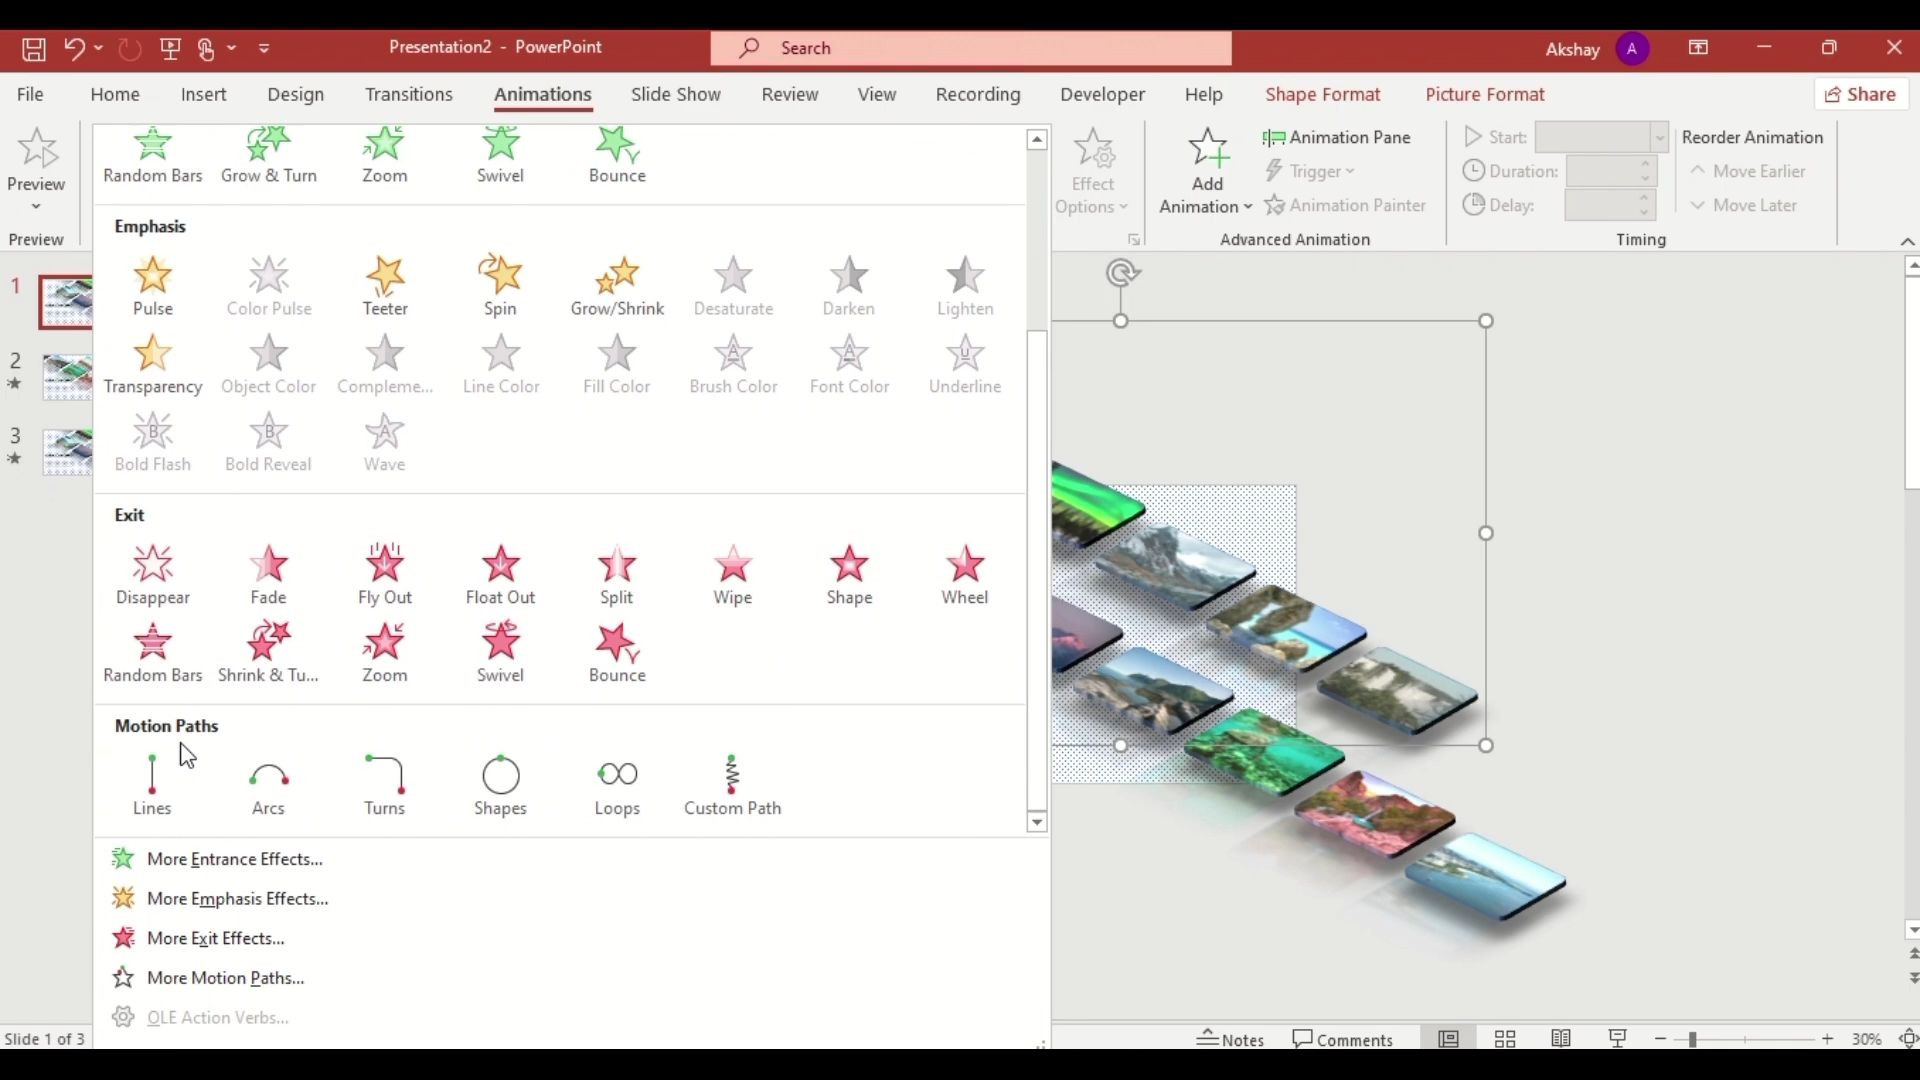 Presentation2 - PowerPoint
Search
Akshay A
File Home Insert Design Transitions Animations Slide Show Review View Recording Developer Help Shape Format Picture Format Share
Preview
Preview
Random Bars Grow & Turn Zoom Swivel Bounce
Effect
Options
Add
Animation
Animation Pane
Trigger
Animation Painter
Advanced Animation
Start:
Duration:
Delay:
Reorder Animation
Move Earlier
Move Later
Timing
1
2
3
Emphasis
Pulse Color Pulse Teeter Spin Grow/Shrink Desaturate Darken Lighten
Transparency Object Color Compleme... Line Color Fill Color Brush Color Font Color Underline
Bold Flash Bold Reveal Wave
Exit
Disappear Fade Fly Out Float Out Split Wipe Shape Wheel
Random Bars Shrink & Tu... Zoom Swivel Bounce
Motion Paths
Lines Arcs Turns Shapes Loops Custom Path
More Entrance Effects...
More Emphasis Effects...
More Exit Effects...
More Motion Paths...
OLE Action Verbs...
Slide 1 of 3
Notes Comments 30%